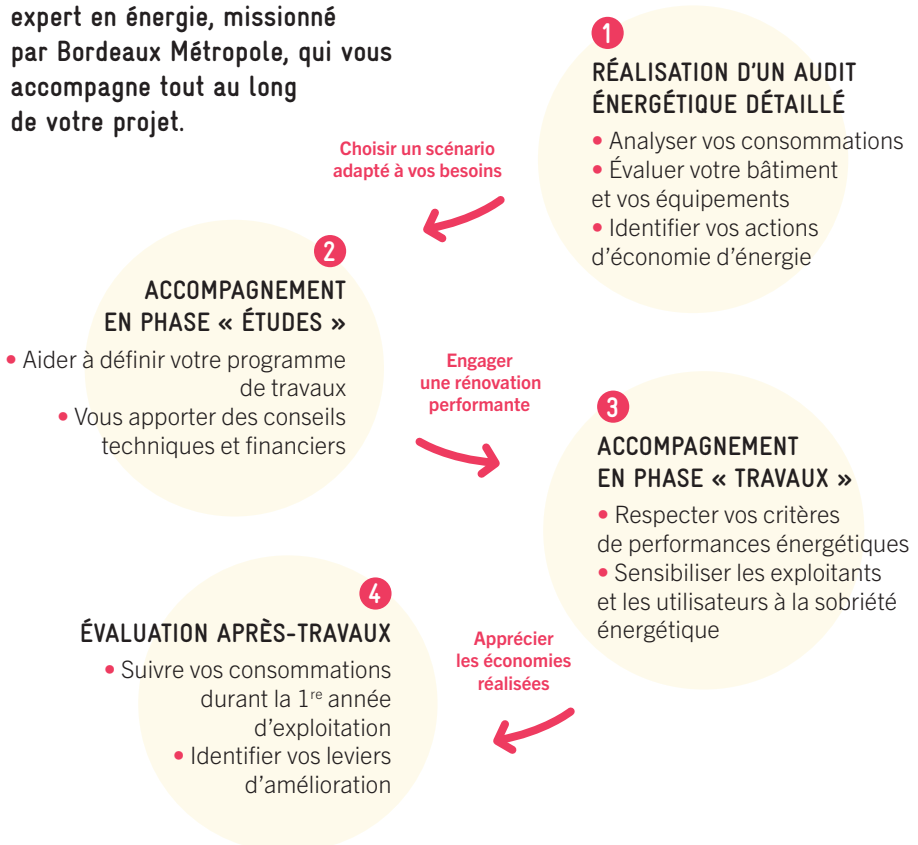 expert en énergie, missionné
par Bordeaux Métropole, qui vous
accompagne tout au long
de votre projet.
1
RÉALISATION D'UN AUDIT
ÉNERGÉTIQUE DÉTAILLÉ
• Analyser vos consommations
• Évaluer votre bâtiment
et vos équipements
• Identifier vos actions
d'économie d'énergie
Choisir un scénario
adapté à vos besoins
2
ACCOMPAGNEMENT
EN PHASE « ÉTUDES »
• Aider à définir votre programme
de travaux
• Vous apporter des conseils
techniques et financiers
Engager
une rénovation
performante
3
ACCOMPAGNEMENT
EN PHASE « TRAVAUX »
• Respecter vos critères
de performances énergétiques
• Sensibiliser les exploitants
et les utilisateurs à la sobriété
énergétique
Apprécier
les économies
réalisées
4
ÉVALUATION APRÈS-TRAVAUX
• Suivre vos consommations
durant la 1re année
d'exploitation
• Identifier vos leviers
d'amélioration